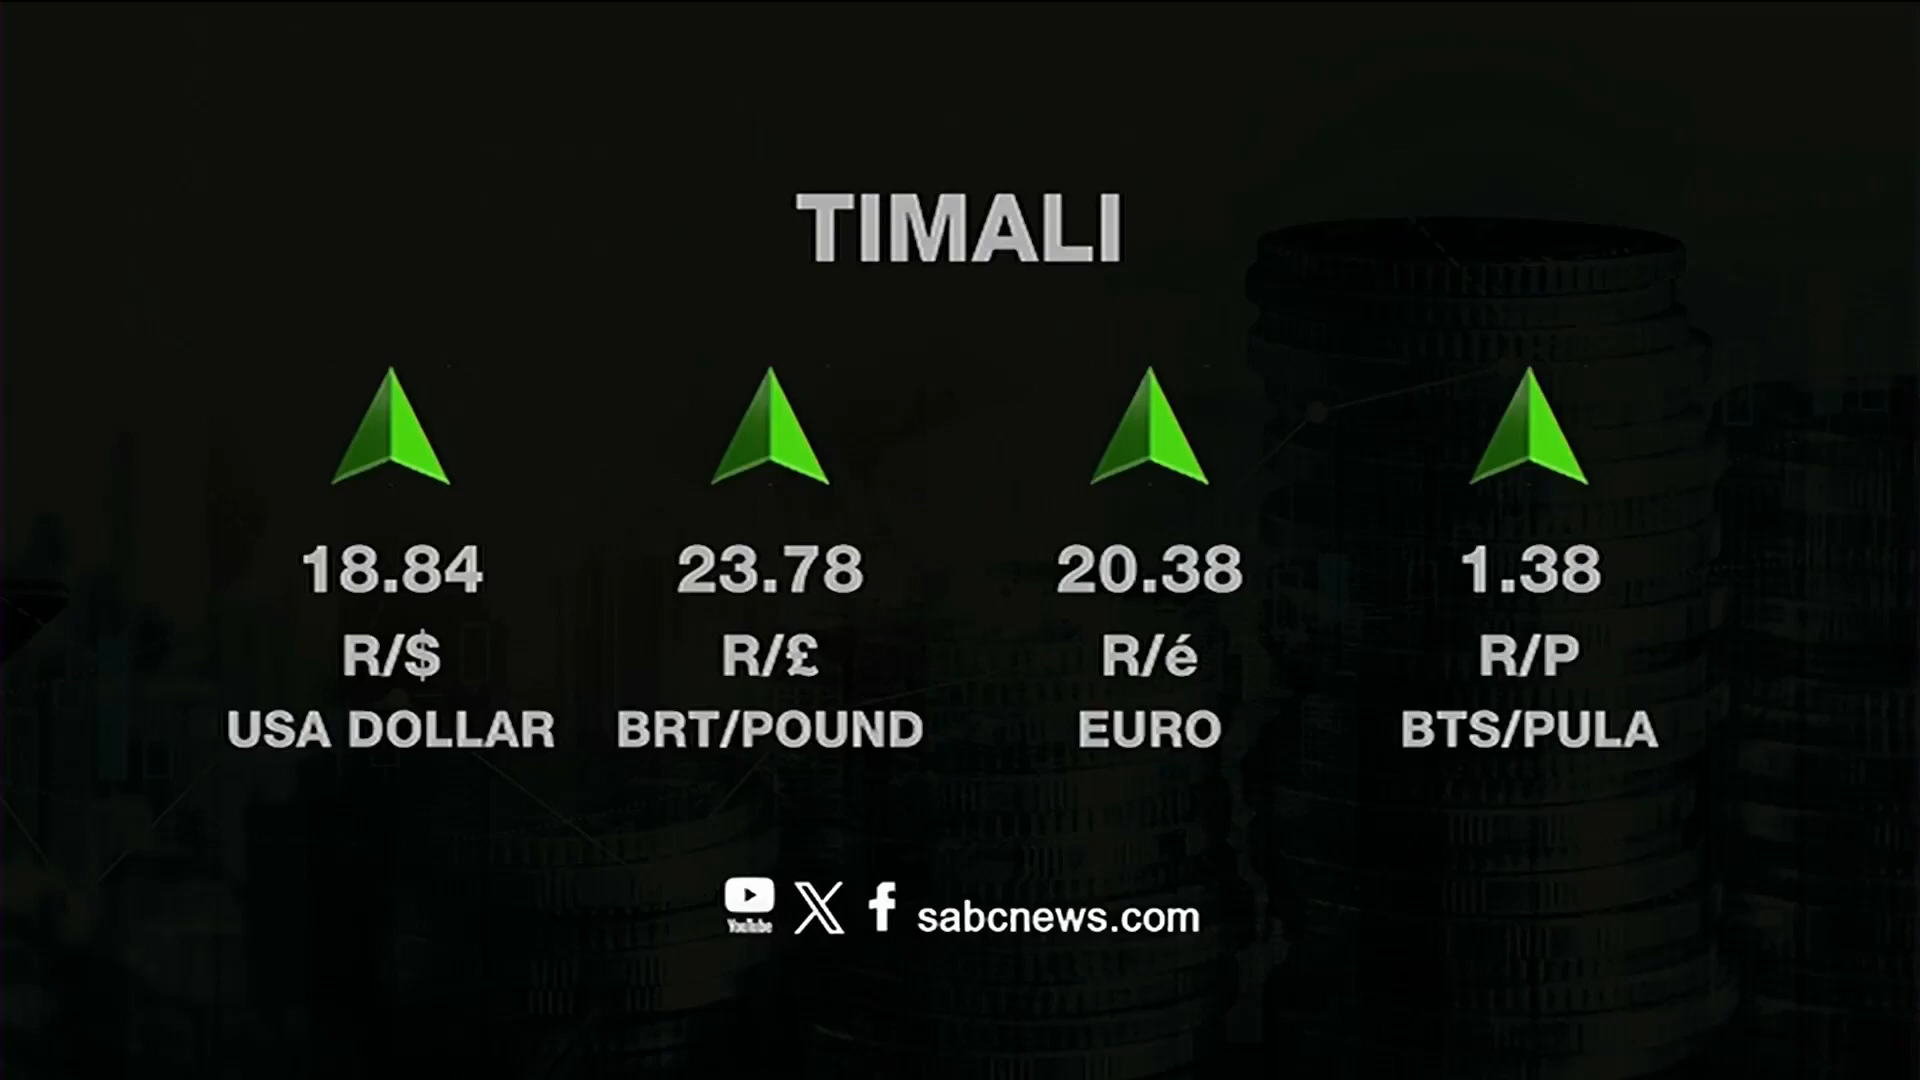 TIMALI
18.84 23.78 20.38 1.38
R/$ R/£ R/é R/P
USA DOLLAR BRT/POUND EURO BTS/PULA
YouTube X f sabcnews.com